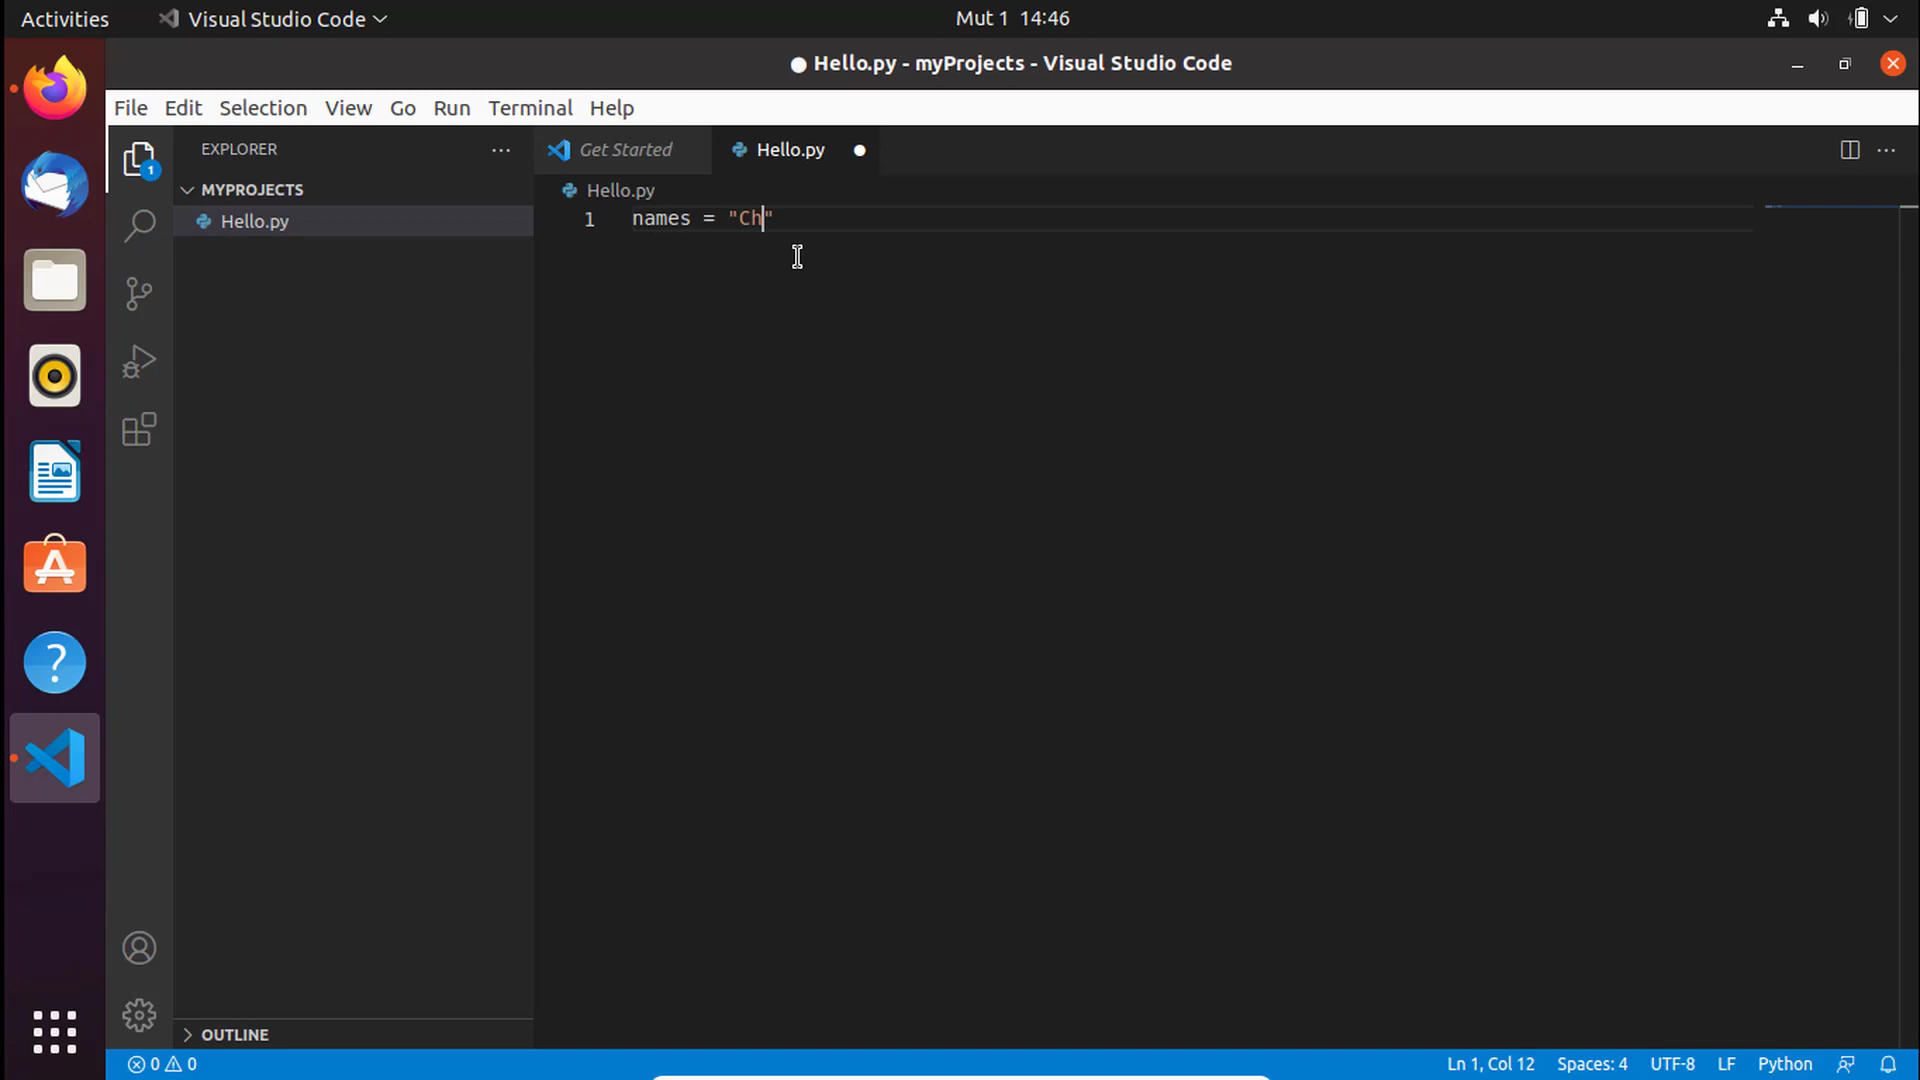 Activities Visual Studio Code Mut 1 14:46
● Hello.py - myProjects - Visual Studio Code
File Edit Selection View Go Run Terminal Help
EXPLORER ... Get Started Hello.py ● ...
1
MYPROJECTS Hello.py
Hello.py 1 names = "Ch"
OUTLINE
0 0 Ln 1, Col 12 Spaces: 4 UTF-8 LF Python